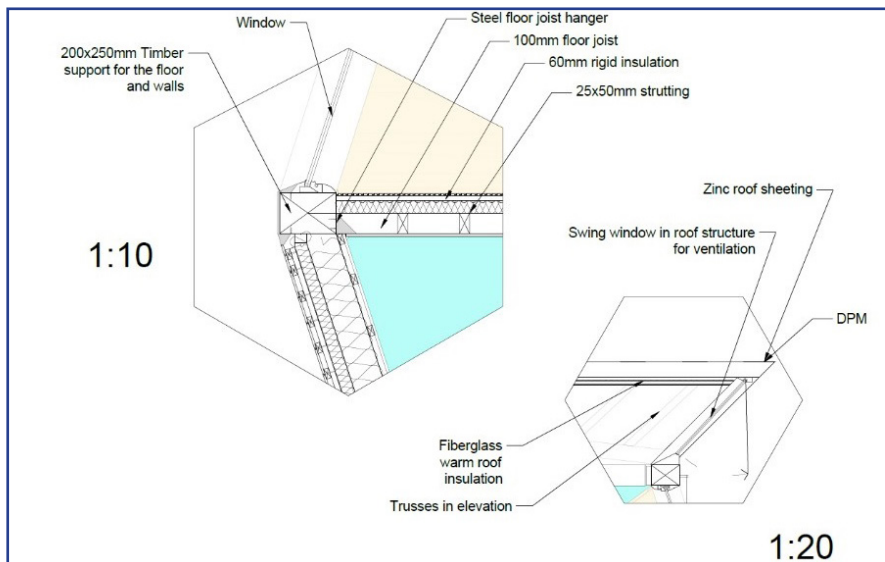 Window
200x250mm Timber
support for the floor
and walls
Steel floor joist hanger
100mm floor joist
60mm rigid insulation
25x50mm strutting
1:10
Zinc roof sheeting
Swing window in roof structure
for ventilation
DPM
Fiberglass
warm roof
insulation
Trusses in elevation
1:20